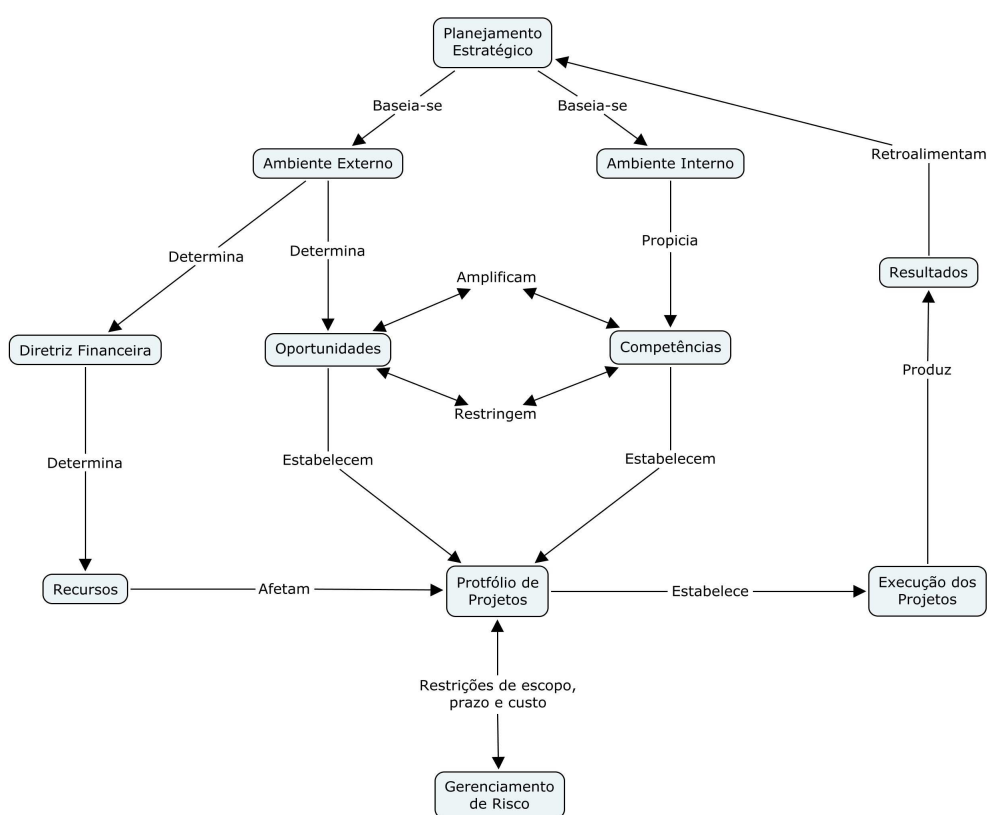 Planejamento
Estratégico
Baseia-se
Baseia-se
Retroalimentam
Ambiente Externo
Ambiente Interno
Determina
Determina
Propicia
Amplificam
Resultados
Diretriz Financeira
Oportunidades
Competências
Produz
Restringem
Determina
Estabelecem
Estabelecem
Recursos
Afetam
Protfólio de
Projetos
Estabelece
Execução dos
Projetos
Restrições de escopo,
prazo e custo
Gerenciamento
de Risco